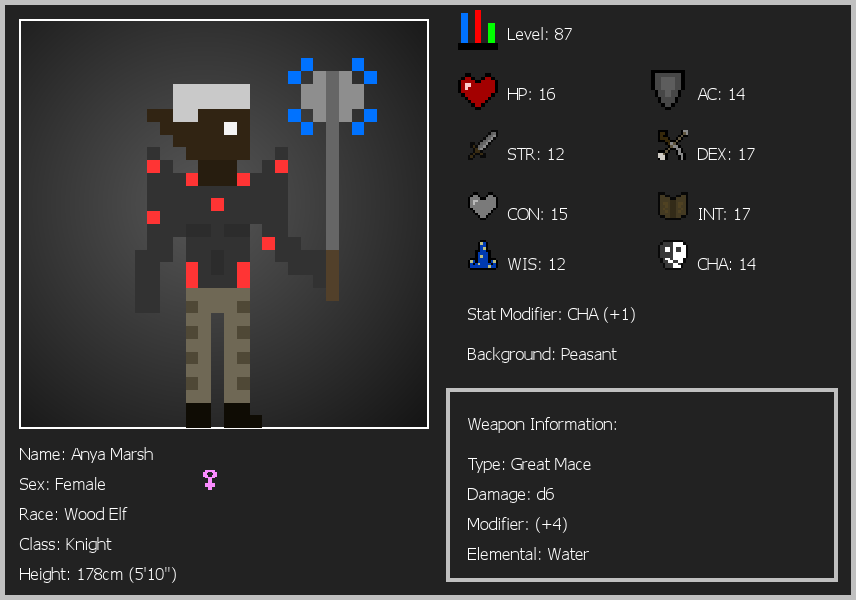 Level: 87
HP: 16
AC: 14
STR: 12
DEX: 17
CON: 15
INT: 17
WIS: 12
CHA: 14
Stat Modifier: CHA (+1)
Background: Peasant
Weapon Information:
Type: Great Mace
Damage: d6
Modifier: (+4)
Elemental: Water
Name: Anya Marsh
Sex: Female
Race: Wood Elf
Class: Knight
Height: 178cm (5'10")